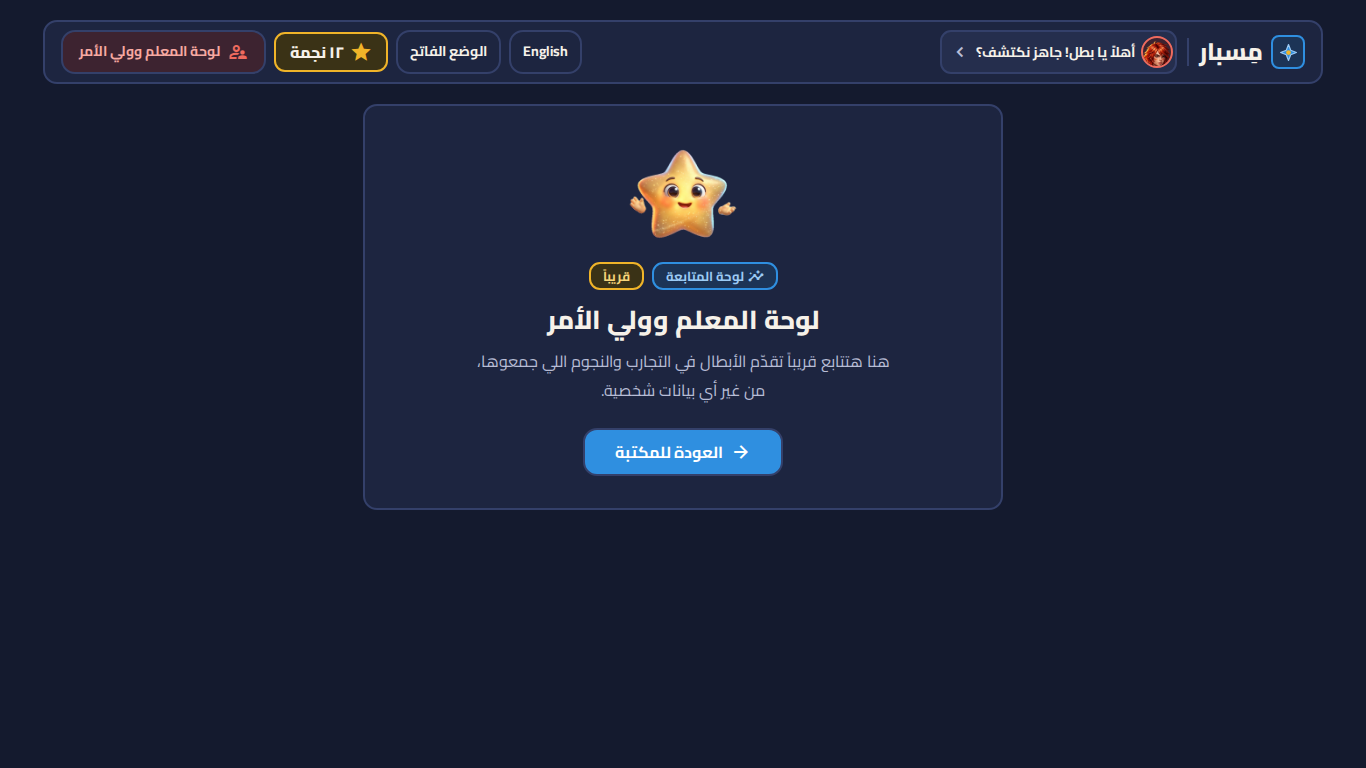 مِسبار
أهلاً يا بطل! جاهز نكتشف؟
English
الوضع الفاتح
١٢ نجمة
لوحة المعلم وولي الأمر
لوحة المتابعة
قريباً
لوحة المعلم وولي الأمر
هنا هتتابع قريباً تقدّم الأبطال في التجارب والنجوم اللي جمعوها،
من غير أي بيانات شخصية.
العودة للمكتبة